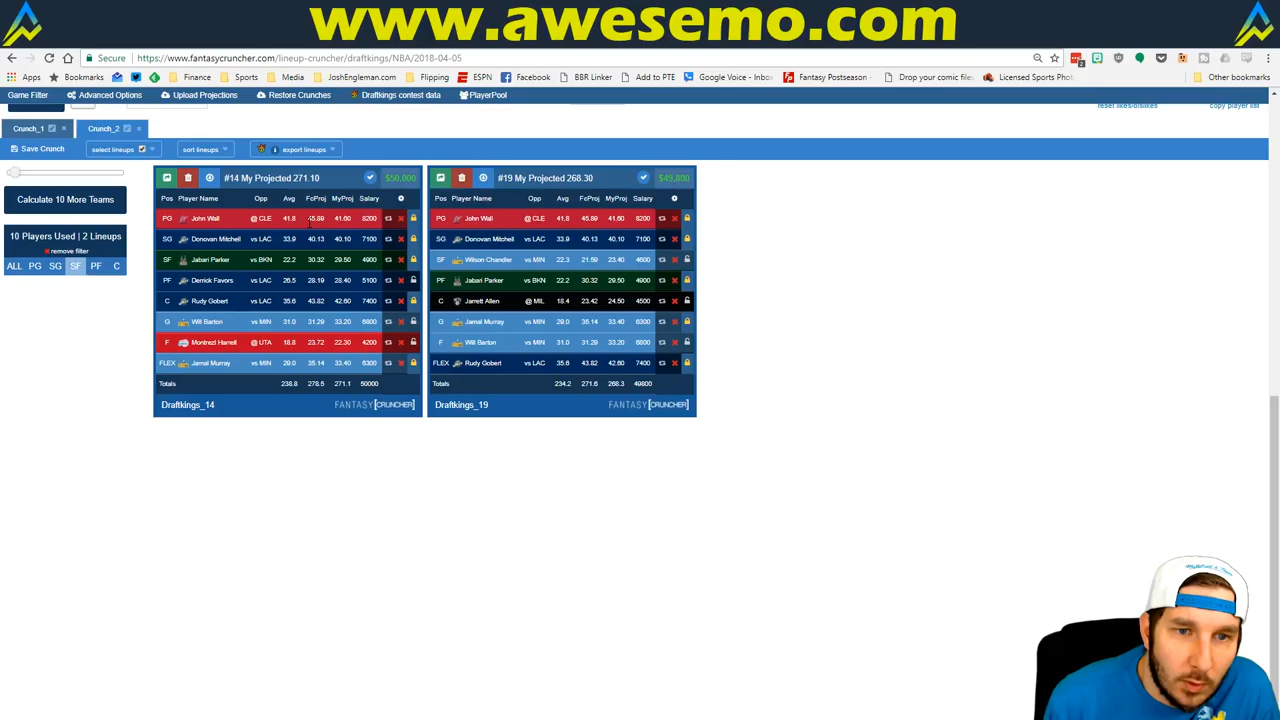 www.awesemo.com
Secure https://www.fantasycruncher.com/lineup-cruncher/draftkings/NBA/2018-04-05
Apps Bookmarks Finance Sports Media JoshEngleman.com Flipping ESPN Facebook BBR Linker Add to PTE Google Voice - Inbox Fantasy Postseason Drop your comic files Licensed Sports Phot Other bookmarks
Game Filter Advanced Options Upload Projections Restore Crunches Draftkings contest data PlayerPool
reset likes/dislikes copy player list
Crunch_1 Crunch_2
Save Crunch select lineups sort lineups export lineups
Calculate 10 More Teams
10 Players Used | 2 Lineups
remove filter
ALL PG SG SF PF C
#14 My Projected 271.10 $50,000
Pos Player Name Opp Avg FcProj MyProj Salary
PG John Wall @ CLE 41.8 45.89 41.60 8200
SG Donovan Mitchell vs LAC 33.9 40.13 40.10 7100
SF Jabari Parker vs BKN 22.2 30.32 29.50 4900
PF Derrick Favors vs LAC 26.5 28.19 28.40 5100
C Rudy Gobert vs LAC 35.6 43.82 42.60 7400
G Will Barton vs MIN 31.0 31.29 33.20 6800
F Montrezl Harrell @ UTA 18.8 23.72 22.30 4200
FLEX Jamal Murray vs MIN 29.0 35.14 33.40 6300
Totals 238.8 278.5 271.1 50000
Draftkings_14 FANTASY[CRUNCHER]
#19 My Projected 268.30 $49,800
Pos Player Name Opp Avg FcProj MyProj Salary
PG John Wall @ CLE 41.8 45.89 41.60 8200
SG Donovan Mitchell vs LAC 33.9 40.13 40.10 7100
SF Wilson Chandler vs MIN 22.3 21.59 23.40 4600
PF Jabari Parker vs BKN 22.2 30.32 29.50 4900
C Jarrett Allen @ MIL 18.4 23.42 24.50 4500
G Jamal Murray vs MIN 29.0 35.14 33.40 6300
F Will Barton vs MIN 31.0 31.29 33.20 6800
FLEX Rudy Gobert vs LAC 35.6 43.82 42.60 7400
Totals 234.2 271.6 268.3 49800
Draftkings_19 FANTASY[CRUNCHER]